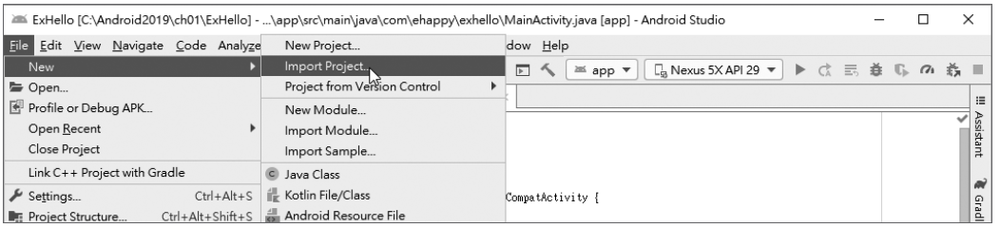 ExHello [C:\Android2019\ch01\ExHello] - ...\app\src\main\java\com\ehappy\exhello\MainActivity.java [app] - Android Studio
File Edit View Navigate Code Analyze dow Help
New
Open...
Profile or Debug APK...
Open Recent
Close Project
Link C++ Project with Gradle
Settings... Ctrl+Alt+S
Project Structure... Ctrl+Alt+Shift+S
New Project...
Import Project...
Project from Version Control
New Module...
Import Module...
Import Sample...
Java Class
Kotlin File/Class
Android Resource File
app
Nexus 5X API 29
CompatActivity {
Assistant
Gradl